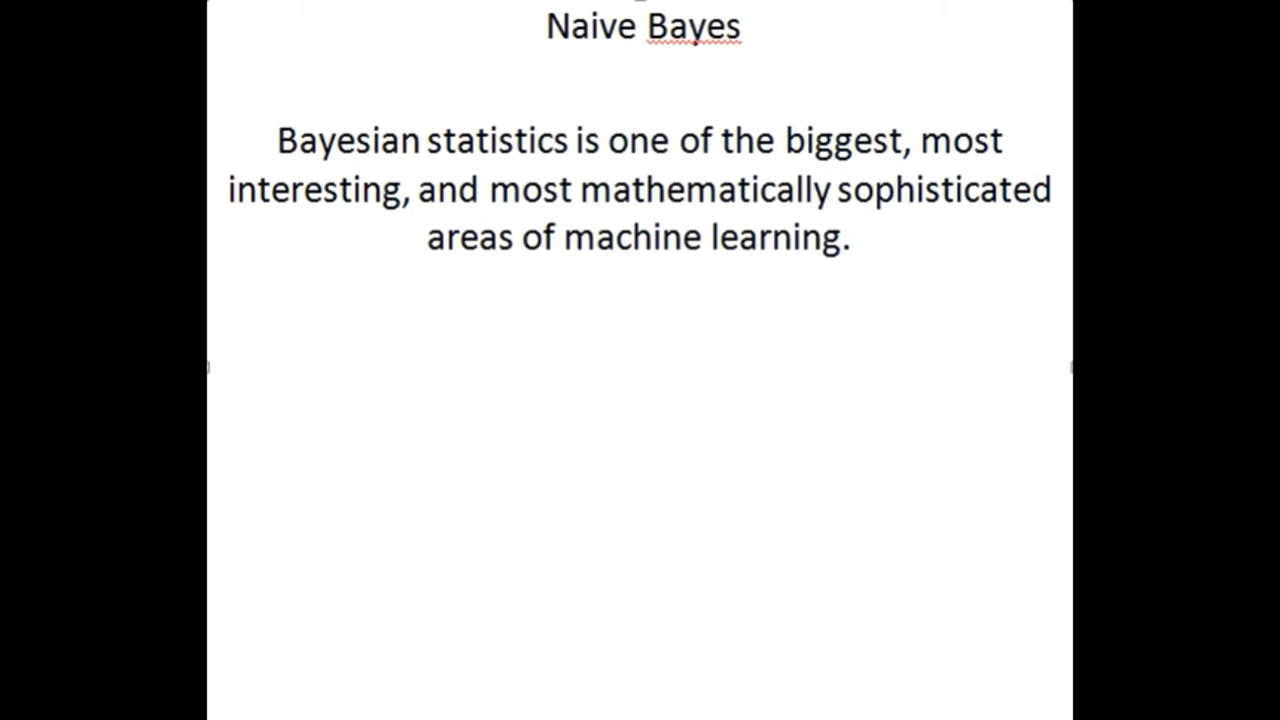 Naive Bayes
Bayesian statistics is one of the biggest, most
interesting, and most mathematically sophisticated
areas of machine learning.